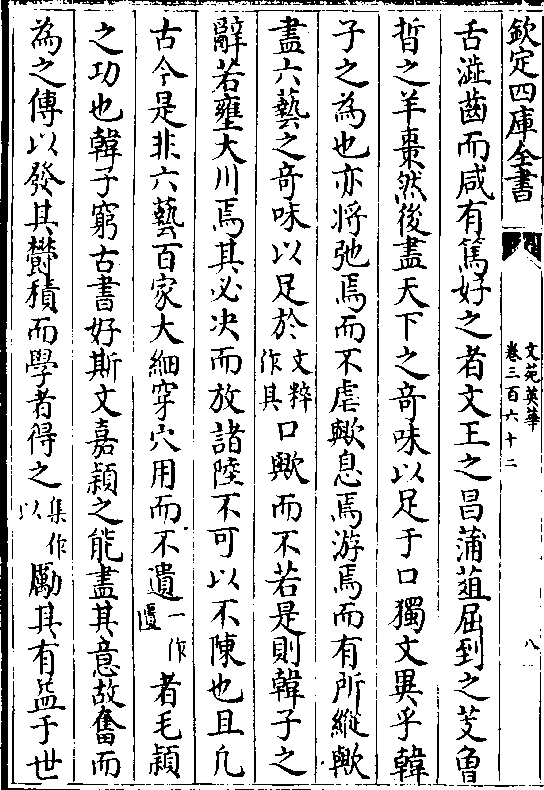 欽定四庫全書
文苑英華
卷三百六十二
八
舌澁齒而咸有篤好之者文王之昌蒲葅屈到之芰魯
晳之羊棗然後盡天下之奇味以足于口獨文異乎韓
子之為也亦將弛焉而不虐歟息焉游焉而有所縱歟
盡六藝之奇味以足於文粹作其口歟而不若是則韓子之
辭若壅大川焉其必决而放諸陸不可以不陳也且凡
古今是非六藝百家大細穿穴用而不遺一作匱者毛穎
之功也韓子窮古書好斯文嘉穎之能盡其意故奮而
為之傳以發其欝積而學者得之集作以勵其有益于世